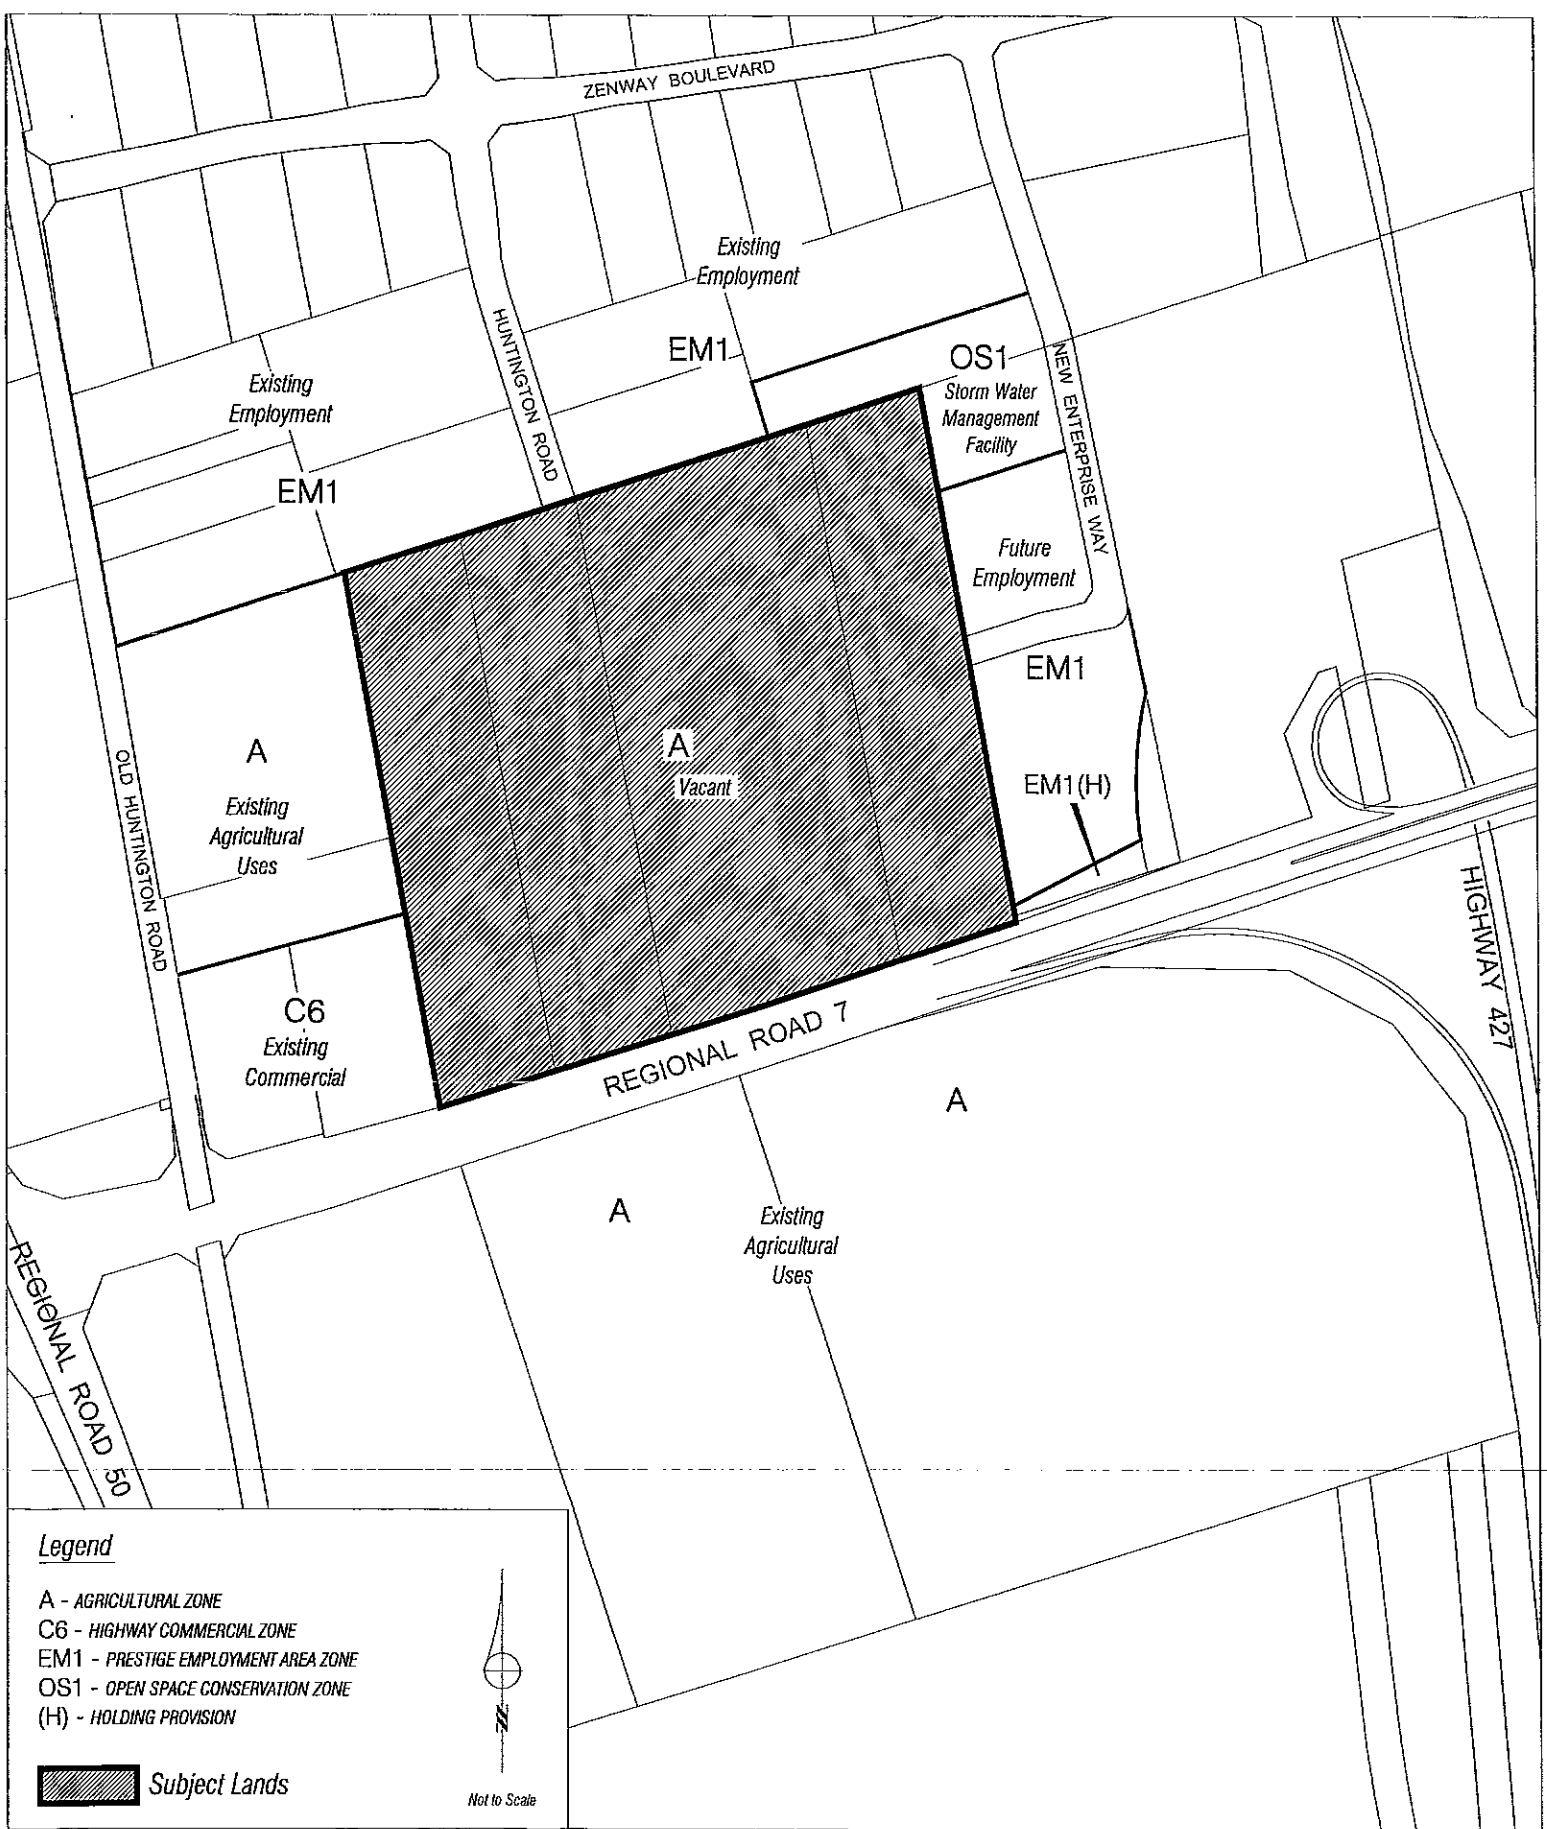 ZENWAY BOULEVARD
Existing
Employment
HUNTINGTON ROAD
EM1
OS1
Storm Water
Management
Facility
NEW ENTERPRISE WAY
Existing
Employment
EM1
Future
Employment
EM1
A
Vacant
EM1(H)
A
Existing
Agricultural
Uses
OLD HUNTINGTON ROAD
HIGHWAY 427
C6
Existing
Commercial
REGIONAL ROAD 7
A
A
Existing
Agricultural
Uses
REGIONAL ROAD 50
Legend
A - AGRICULTURAL ZONE
C6 - HIGHWAY COMMERCIAL ZONE
EM1 - PRESTIGE EMPLOYMENT AREA ZONE
OS1 - OPEN SPACE CONSERVATION ZONE
(H) - HOLDING PROVISION
Subject Lands
N
Not to Scale